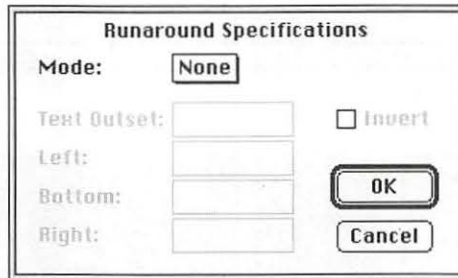 Runaround Specifications
Mode: None
Text Outset: Invert
Left:
Bottom: OK
Right: Cancel